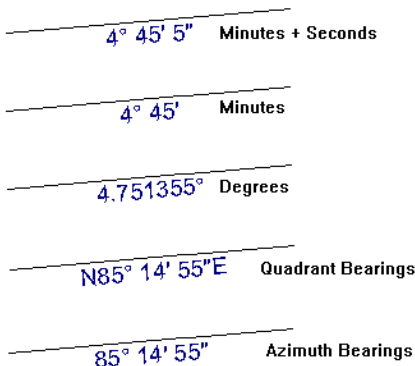 4° 45' 5" Minutes + Seconds
4° 45' Minutes
4.751355° Degrees
N85° 14' 55"E Quadrant Bearings
85° 14' 55" Azimuth Bearings